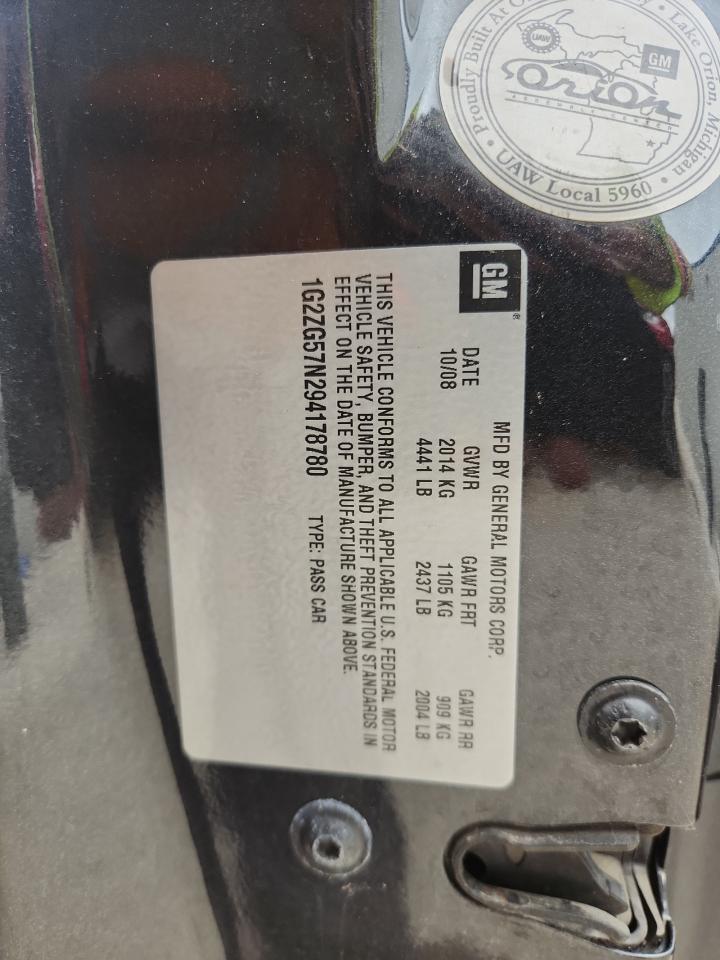 GM
MFD BY GENERAL MOTORS CORP.
DATE GVWR GAWR FRT GAWR RR
10/08 2014 KG 1105 KG 909 KG
4441 LB 2437 LB 2004 LB
THIS VEHICLE CONFORMS TO ALL APPLICABLE U.S. FEDERAL MOTOR
VEHICLE SAFETY, BUMPER, AND THEFT PREVENTION STANDARDS IN
EFFECT ON THE DATE OF MANUFACTURE SHOWN ABOVE.
1G2ZG57N294178780 TYPE: PASS CAR
Proudly Built At • Lake Orion, Michigan •
UAW
GM
Orion
ASSEMBLY CENTER
UAW Local 5960